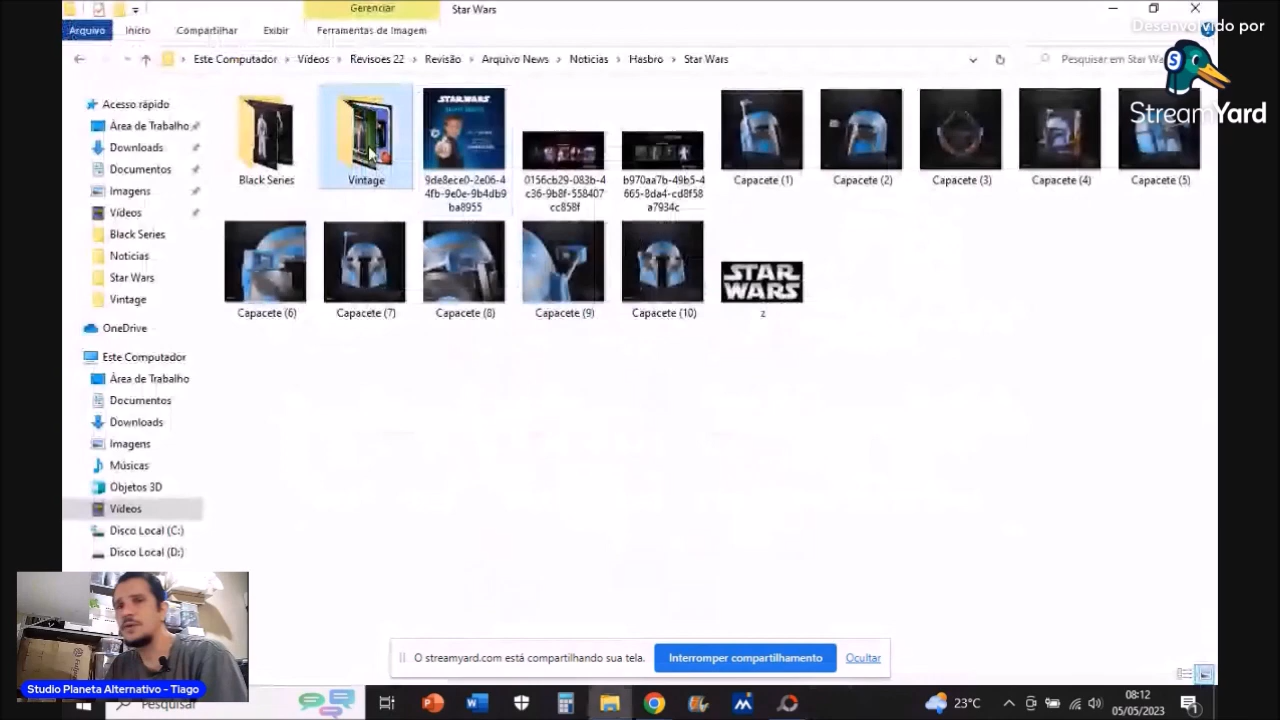 Gerenciar
Star Wars
Desenvolvido por
StreamYard
Arquivo
Início
Compartilhar
Exibir
Ferramentas de Imagem
Este Computador > Vídeos > Revisoes 22 > Revisão > Arquivo News > Noticias > Hasbro > Star Wars
Pesquisar em Star Wa
Acesso rápido
Área de Trabalho
Downloads
Documentos
Imagens
Vídeos
Black Series
Noticias
Star Wars
Vintage
OneDrive
Este Computador
Área de Trabalho
Documentos
Downloads
Imagens
Músicas
Objetos 3D
Vídeos
Disco Local (C:)
Disco Local (D:)
STAR WARS
Black Series
Vintage
9de8ece0-2e06-4
4fb-9e0e-9b4db9
ba8955
0156cb29-083b-4
c36-9b8f-558407
cc858f
b970aa7b-49b5-4
665-8da4-cd8f58
a7934c
Capacete (1)
Capacete (2)
Capacete (3)
Capacete (4)
Capacete (5)
STAR
WARS
Capacete (6)
Capacete (7)
Capacete (8)
Capacete (9)
Capacete (10)
z
O streamyard.com está compartilhando sua tela.
Interromper compartilhamento
Ocultar
Studio Planeta Alternativo - Tiago
Pesquisar
23°C
08:12
05/05/2023